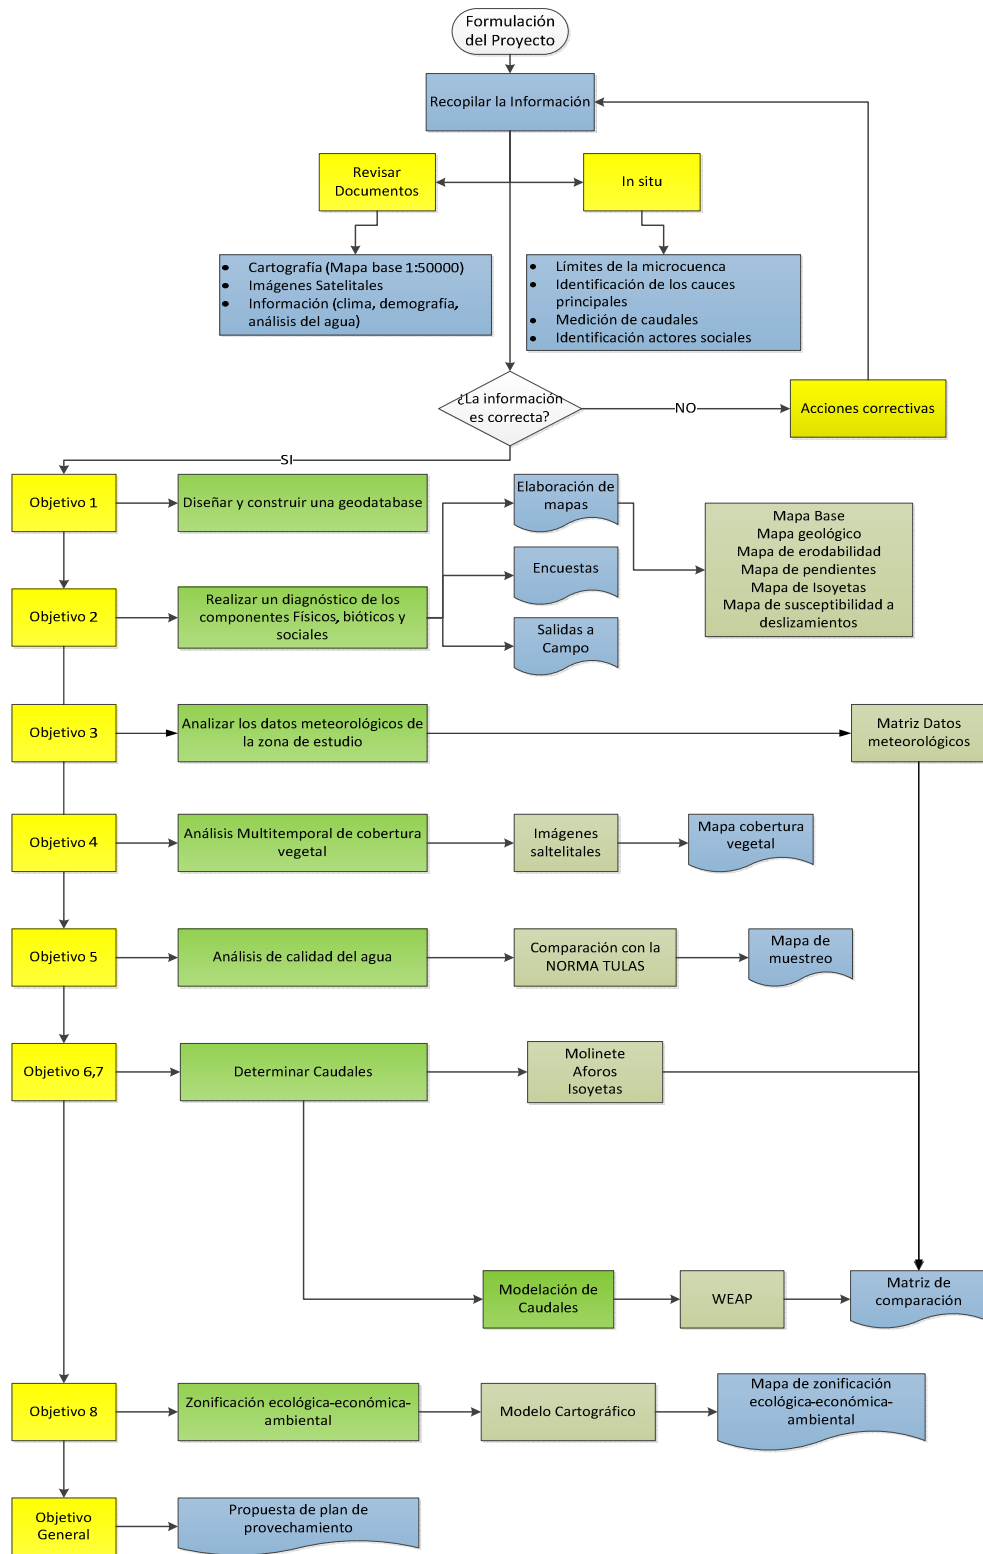 Formulación
del Proyecto
Recopilar la Información
Revisar
Documentos
In situ
• Cartografía (Mapa base 1:50000)
• Imágenes Satelitales
• Información (clima, demografía,
análisis del agua)
• Límites de la microcuenca
• Identificación de los cauces
principales
• Medición de caudales
• Identificación actores sociales
¿La información
es correcta?
NO
Acciones correctivas
SI
Objetivo 1
Diseñar y construir una geodatabase
Elaboración de
mapas
Mapa Base
Mapa geológico
Mapa de erodabilidad
Mapa de pendientes
Mapa de Isoyetas
Mapa de susceptibilidad a
deslizamientos
Encuestas
Objetivo 2
Realizar un diagnóstico de los
componentes Físicos, bióticos y
sociales
Salidas a
Campo
Objetivo 3
Analizar los datos meteorológicos de
la zona de estudio
Matriz Datos
meteorológicos
Objetivo 4
Análisis Multitemporal de cobertura
vegetal
Imágenes
saltelitales
Mapa cobertura
vegetal
Objetivo 5
Análisis de calidad del agua
Comparación con la
NORMA TULAS
Mapa de
muestreo
Objetivo 6,7
Determinar Caudales
Molinete
Aforos
Isoyetas
Modelación de
Caudales
WEAP
Matriz de
comparación
Objetivo 8
Zonificación ecológica-económica-
ambiental
Modelo Cartográfico
Mapa de zonificación
ecológica-económica-
ambiental
Objetivo
General
Propuesta de plan de
provechamiento